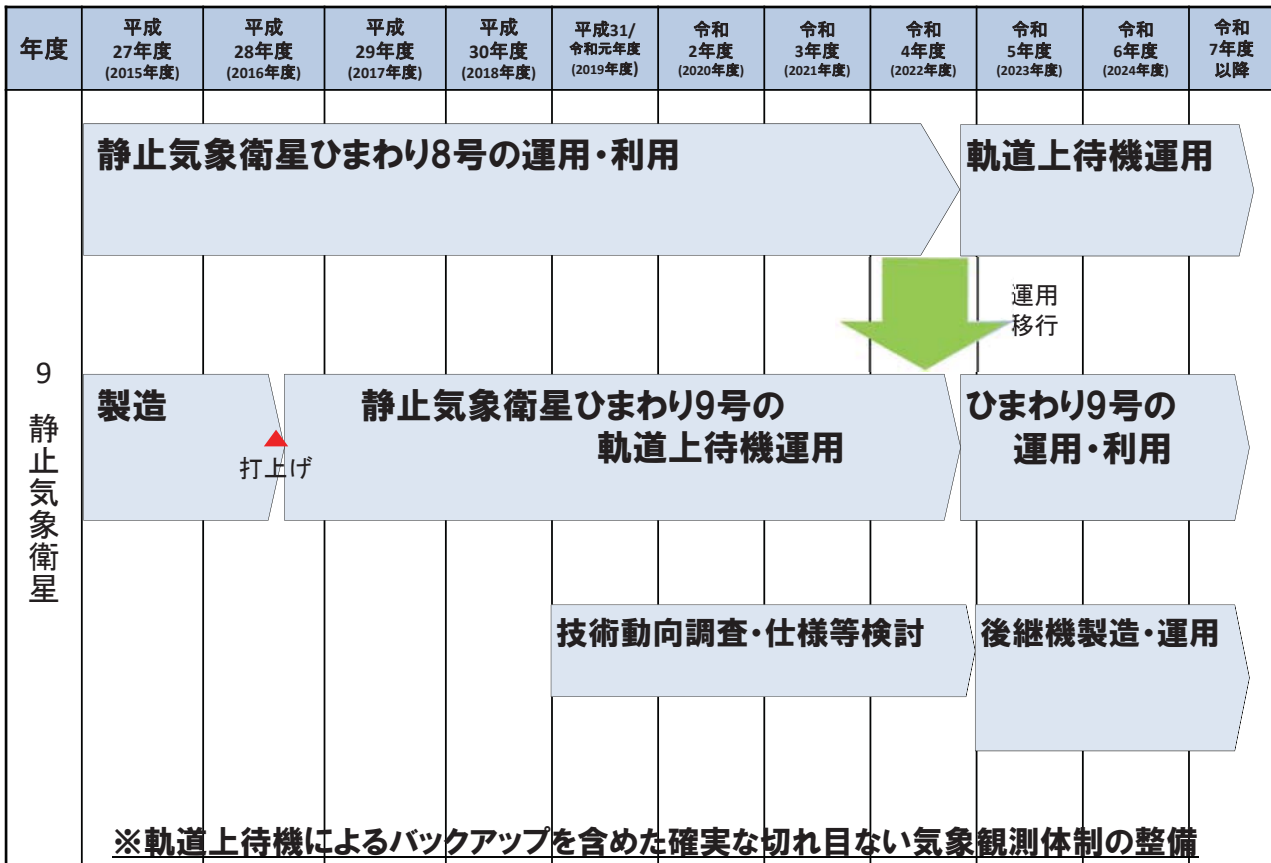 年度
平成
27年度
(2015年度)
平成
28年度
(2016年度)
平成
29年度
(2017年度)
平成
30年度
(2018年度)
平成31/
令和元年度
(2019年度)
令和
2年度
(2020年度)
令和
3年度
(2021年度)
令和
4年度
(2022年度)
令和
5年度
(2023年度)
令和
6年度
(2024年度)
令和
7年度
以降
9 静止気象衛星
静止気象衛星ひまわり8号の運用・利用
軌道上待機運用
運用
移行
製造
打上げ
静止気象衛星ひまわり9号の
軌道上待機運用
ひまわり9号の
運用・利用
技術動向調査・仕様等検討
後継機製造・運用
※軌道上待機によるバックアップを含めた確実な切れ目ない気象観測体制の整備